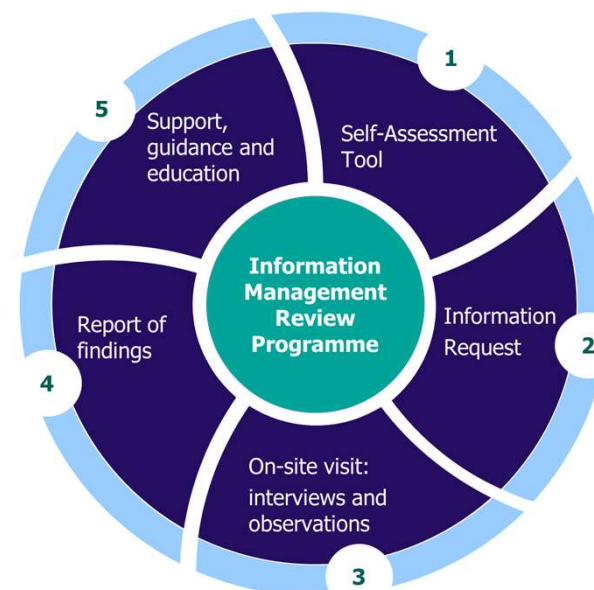 1
Self-Assessment
Tool
2
Information
Request
3
On-site visit:
interviews and
observations
4
Report of
findings
5
Support,
guidance and
education
Information
Management
Review
Programme